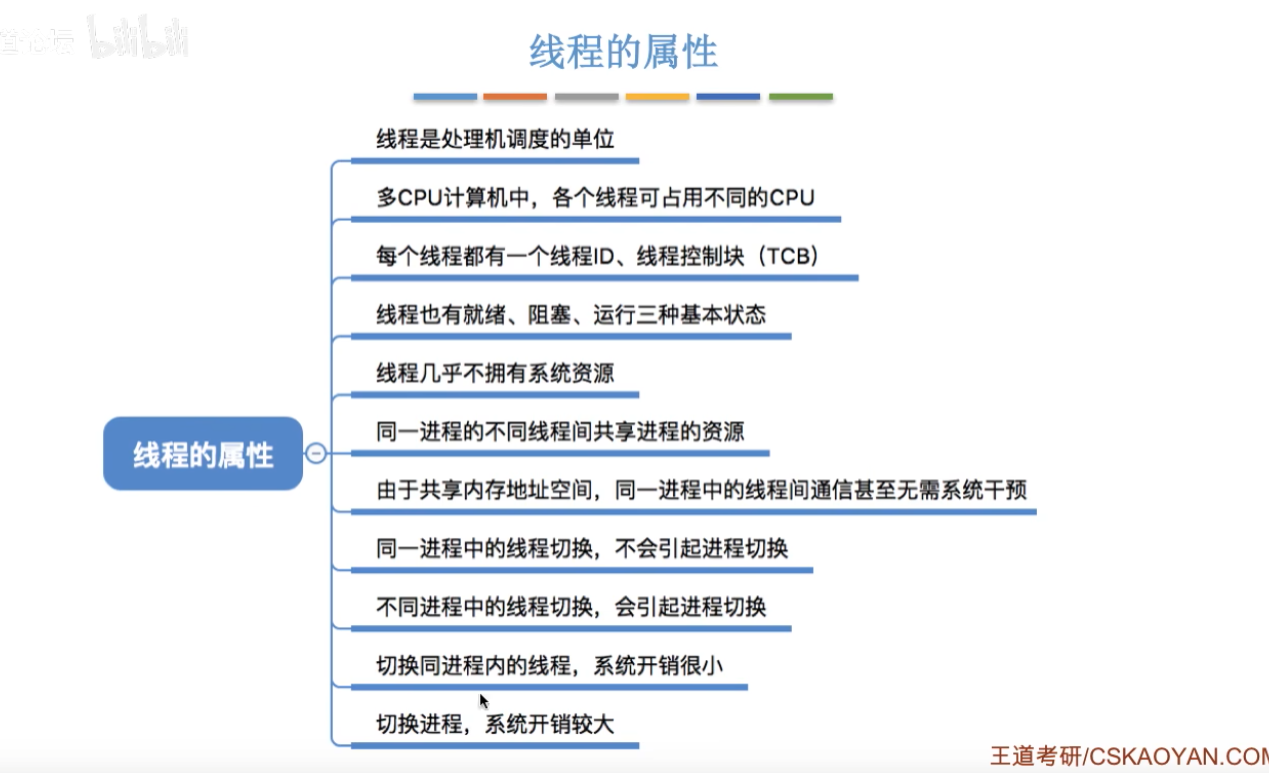 bilibili
线程的属性
线程是处理机调度的单位
多CPU计算机中，各个线程可占用不同的CPU
每个线程都有一个线程ID、线程控制块（TCB）
线程也有就绪、阻塞、运行三种基本状态
线程几乎不拥有系统资源
同一进程的不同线程间共享进程的资源
线程的属性
由于共享内存地址空间，同一进程中的线程间通信甚至无需系统干预
同一进程中的线程切换，不会引起进程切换
不同进程中的线程切换，会引起进程切换
切换同进程内的线程，系统开销很小
切换进程，系统开销较大
王道考研/CSKAOYAN.COM